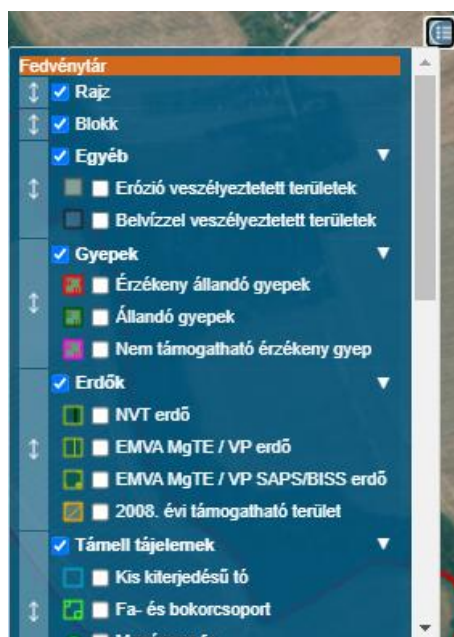 Fedvénytár
Rajz
Blokk
Egyéb
Erózió veszélyeztetett területek
Belvízzel veszélyeztetett területek
Gyepek
Érzékeny állandó gyepek
Állandó gyepek
Nem támogatható érzékeny gyep
Erdők
NVT erdő
EMVA MgTE / VP erdő
EMVA MgTE / VP SAPS/BISS erdő
2008. évi támogatható terület
Támell tájelemek
Kis kiterjedésű tó
Fa- és bokorcsoport